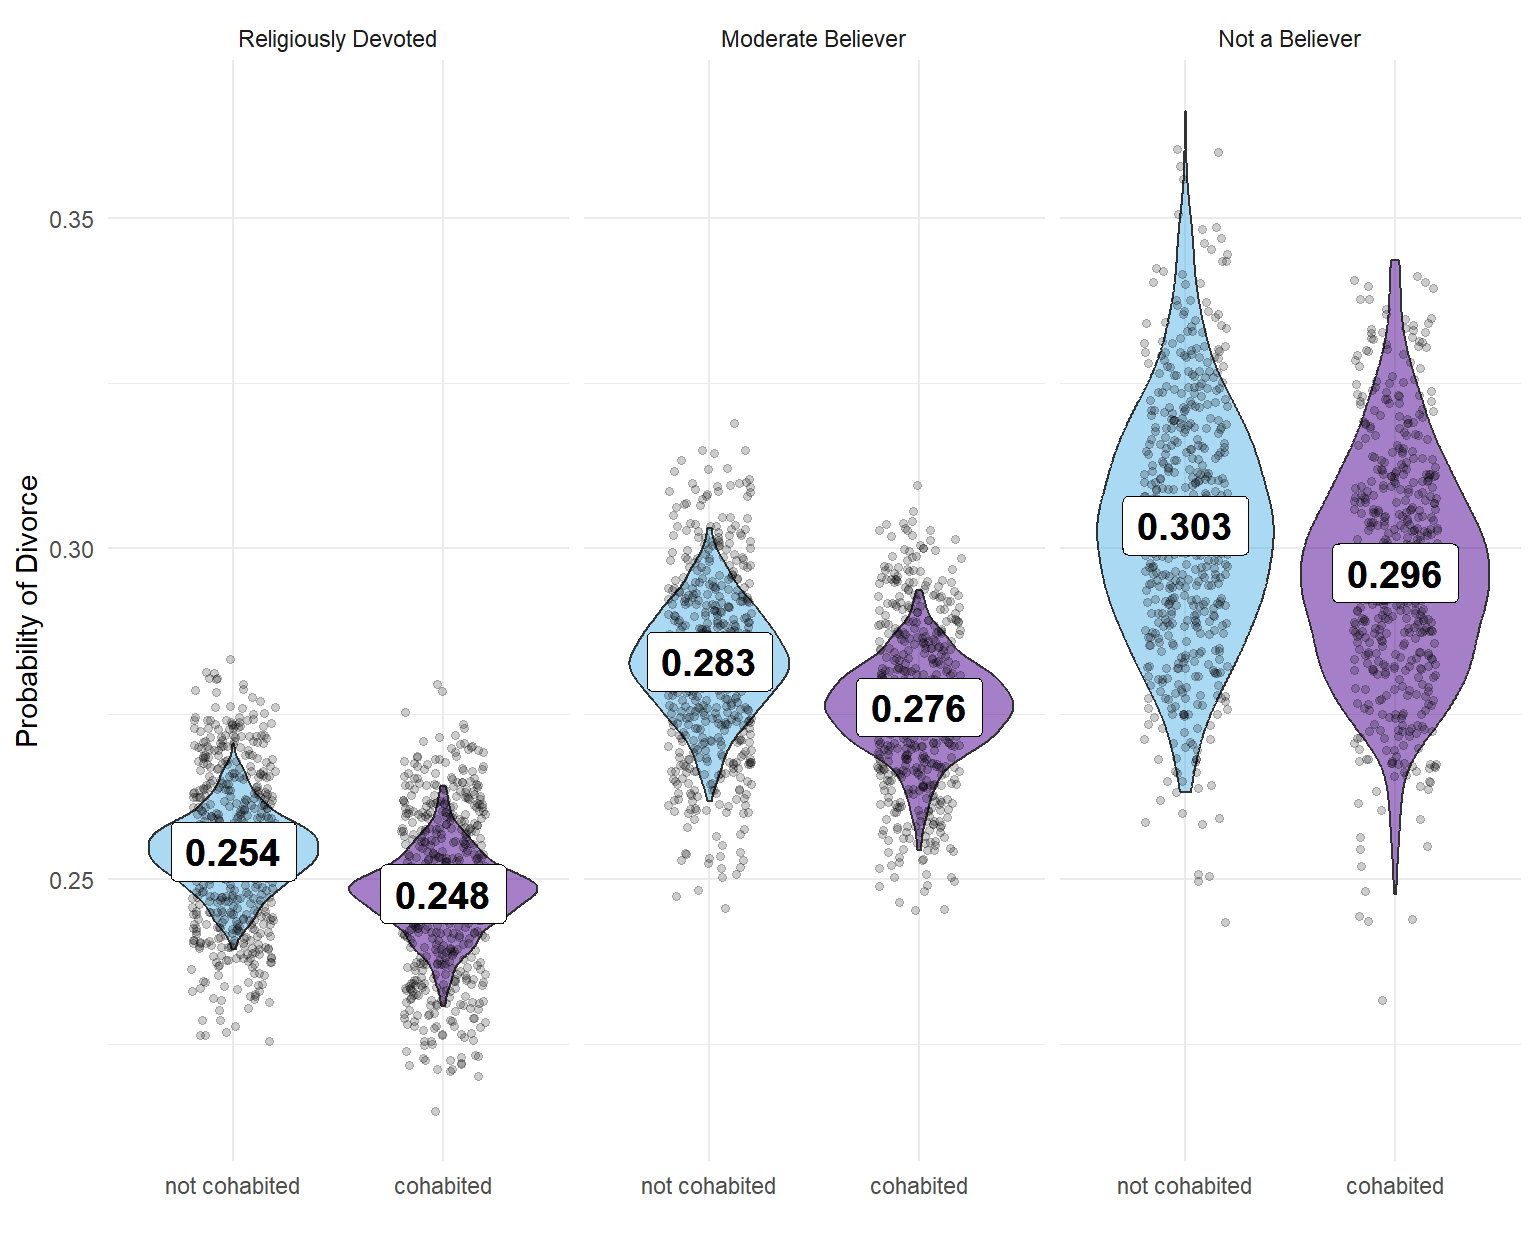 Religiously Devoted
Moderate Believer
Not a Believer
Probability of Divorce
0.35
0.30
0.25
0.254
0.248
0.283
0.276
0.303
0.296
not cohabited
cohabited
not cohabited
cohabited
not cohabited
cohabited